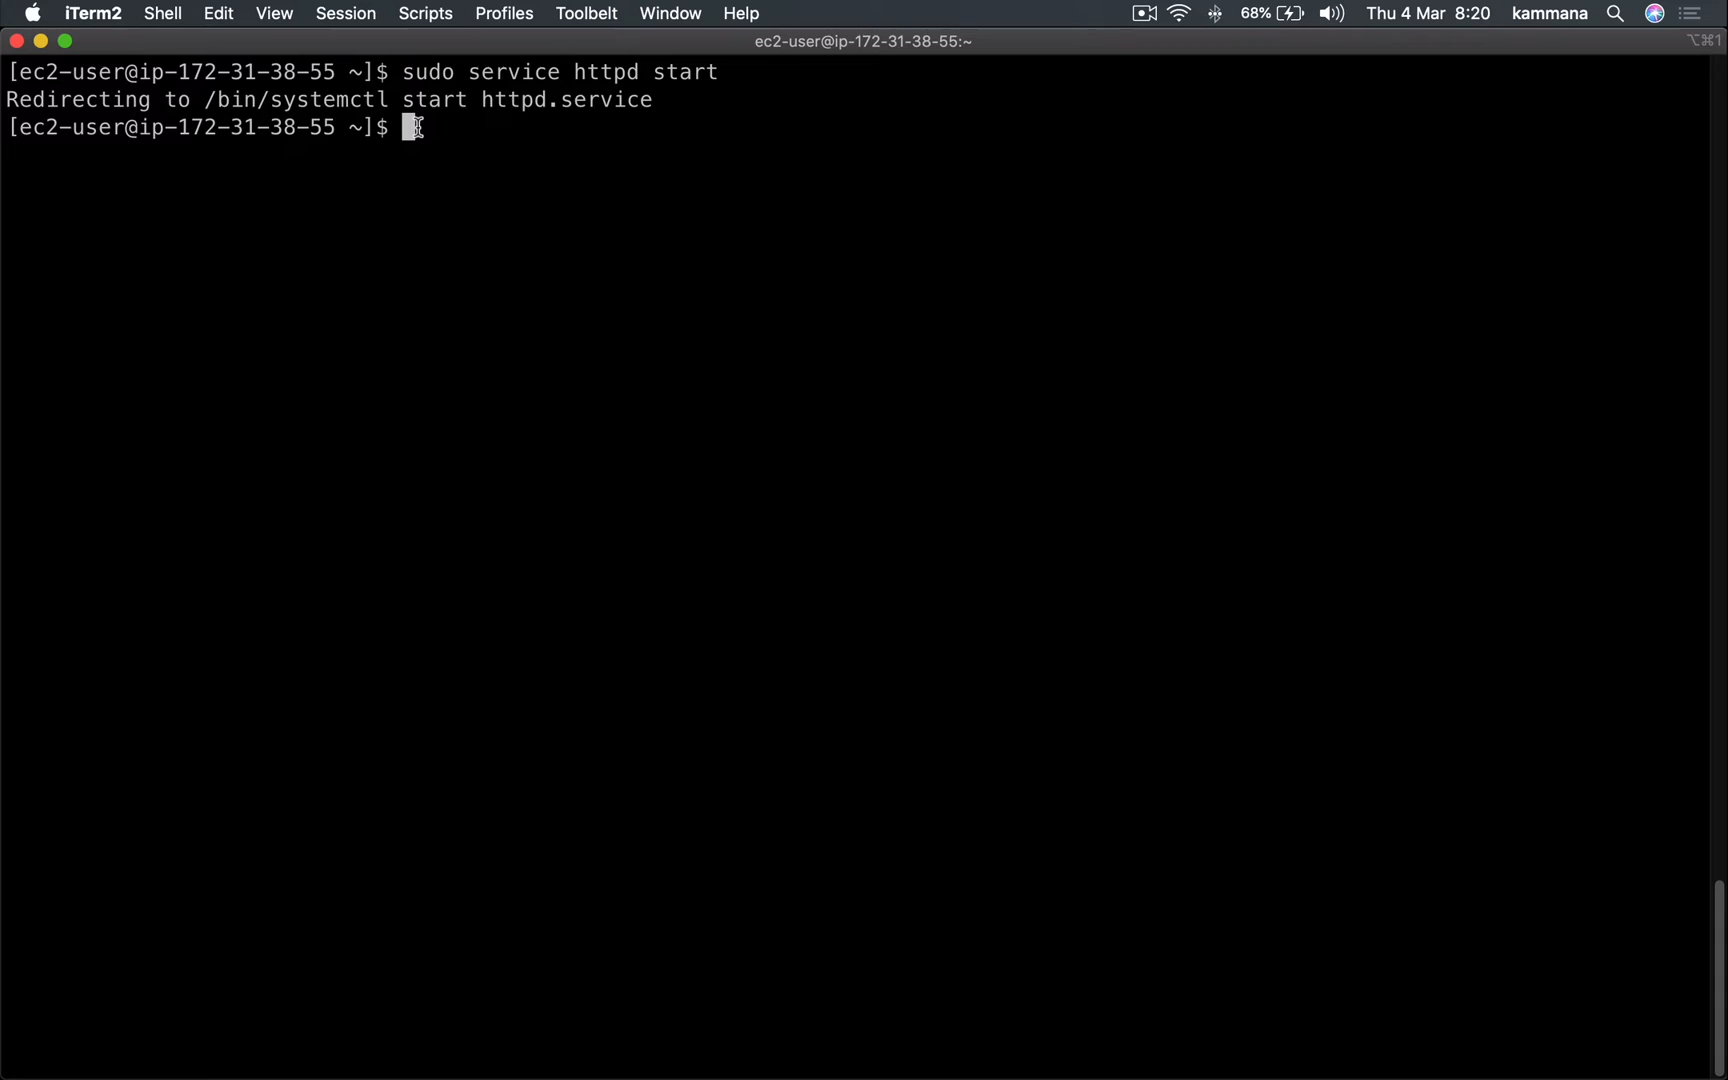 iTerm2 Shell Edit View Session Scripts Profiles Toolbelt Window Help 68% Thu 4 Mar 8:20 kammana
ec2-user@ip-172-31-38-55:~ ⌥⌘1
[ec2-user@ip-172-31-38-55 ~]$ sudo service httpd start
Redirecting to /bin/systemctl start httpd.service
[ec2-user@ip-172-31-38-55 ~]$